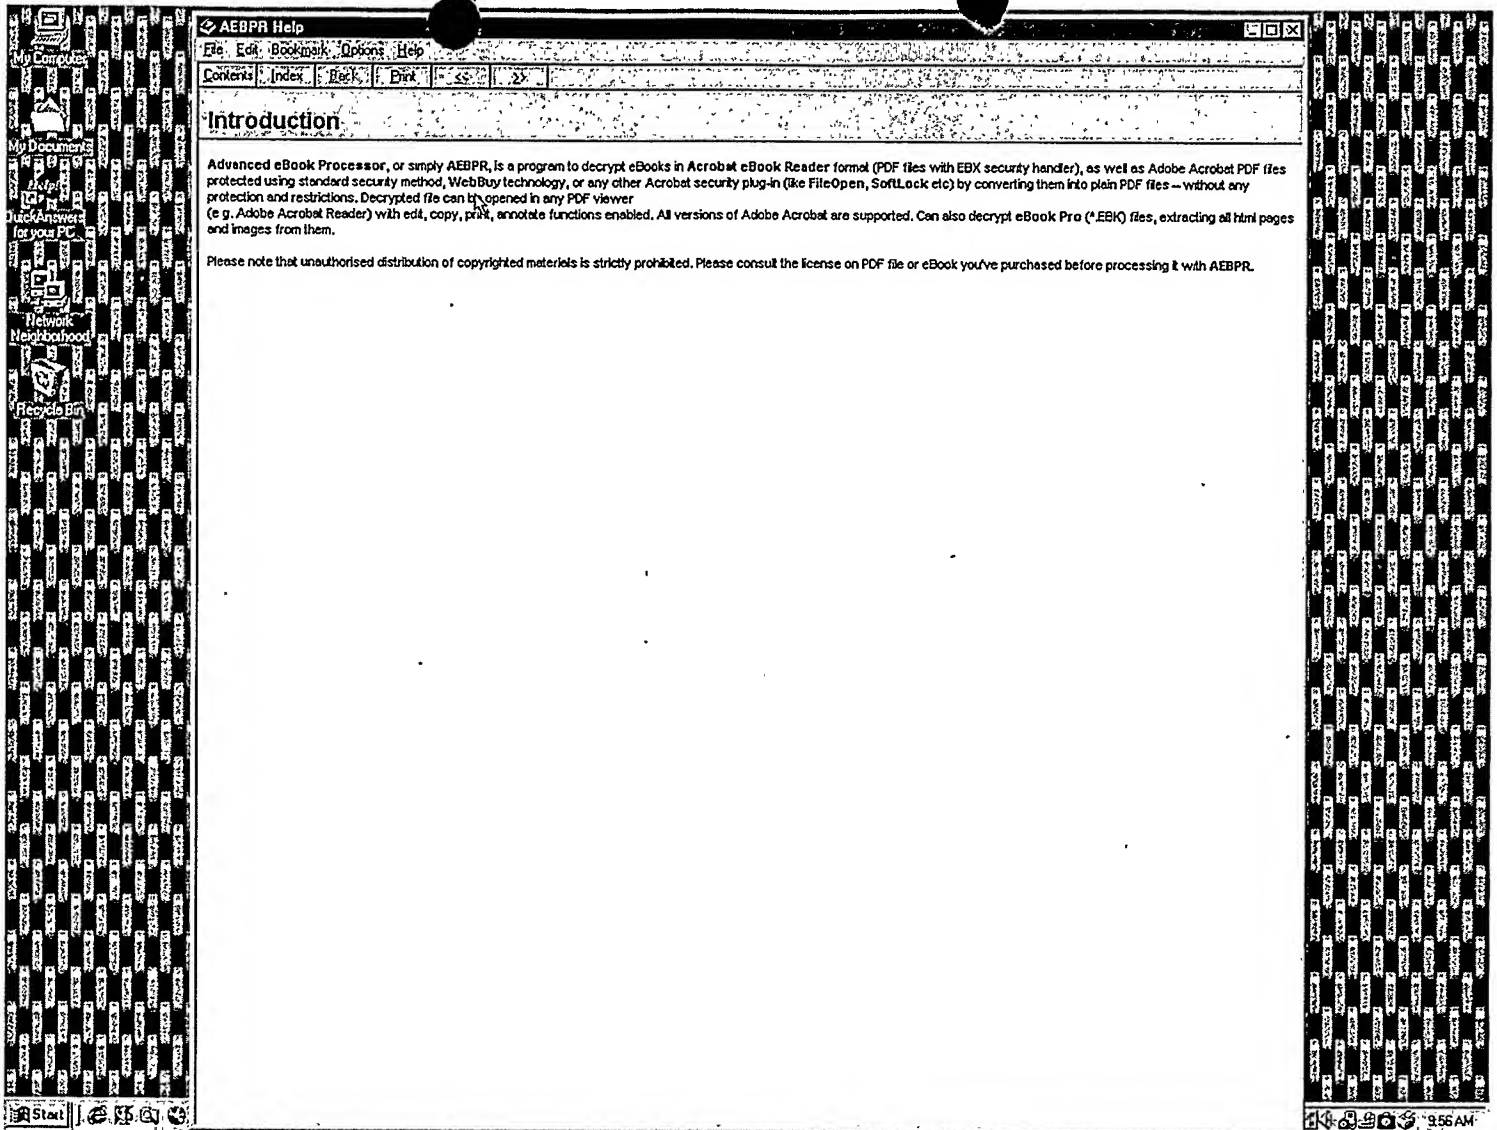 My Computer
My Documents
Help!
QuickAnswers
for your PC
Network
Neighborhood
Recycle Bin
AEBPR Help
File Edit Bookmark Options Help
Contents Index Back Print << >>
Introduction
Advanced eBook Processor, or simply AEBPR, is a program to decrypt eBooks in Acrobat eBook Reader format (PDF files with EBX security handler), as well as Adobe Acrobat PDF files
protected using standard security method, WebBuy technology, or any other Acrobat security plug-in (like FileOpen, SoftLock etc) by converting them into plain PDF files – without any
protection and restrictions. Decrypted file can be opened in any PDF viewer
(e g. Adobe Acrobat Reader) with edit, copy, print, annotate functions enabled. All versions of Adobe Acrobat are supported. Can also decrypt eBook Pro (*.EBK) files, extracting all html pages
and images from them.
Please note that unauthorised distribution of copyrighted materials is strictly prohibited. Please consult the license on PDF file or eBook you've purchased before processing it with AEBPR.
Start
9:56 AM